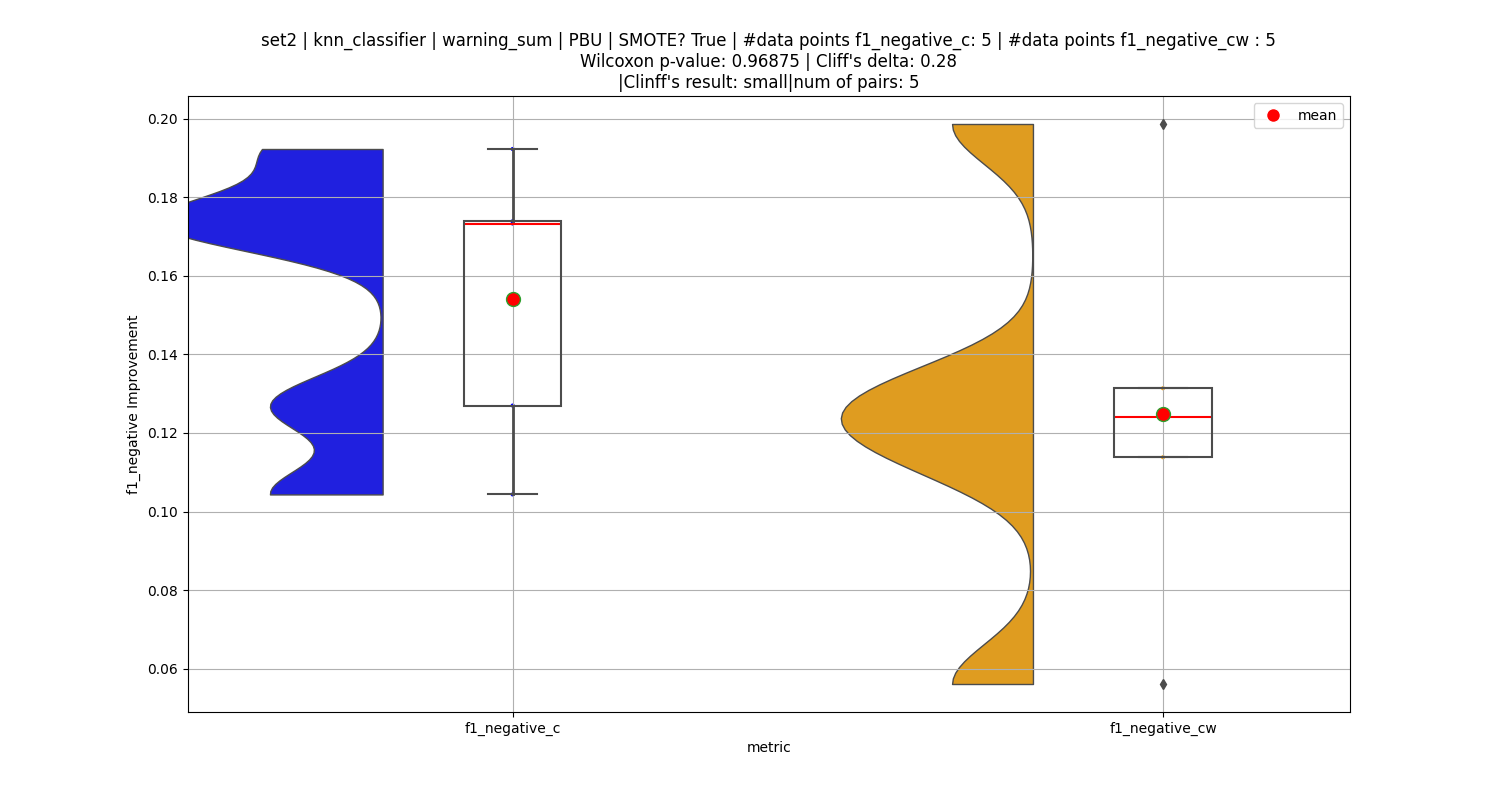 set2 | knn_classifier | warning_sum | PBU | SMOTE? True | #data points f1_negative_c: 5 | #data points f1_negative_cw : 5
Wilcoxon p-value: 0.96875 | Cliff's delta: 0.28
|Clinff's result: small|num of pairs: 5
mean
0.20
0.18
0.16
0.14
0.12
0.10
0.08
0.06
f1_negative Improvement
f1_negative_c
f1_negative_cw
metric